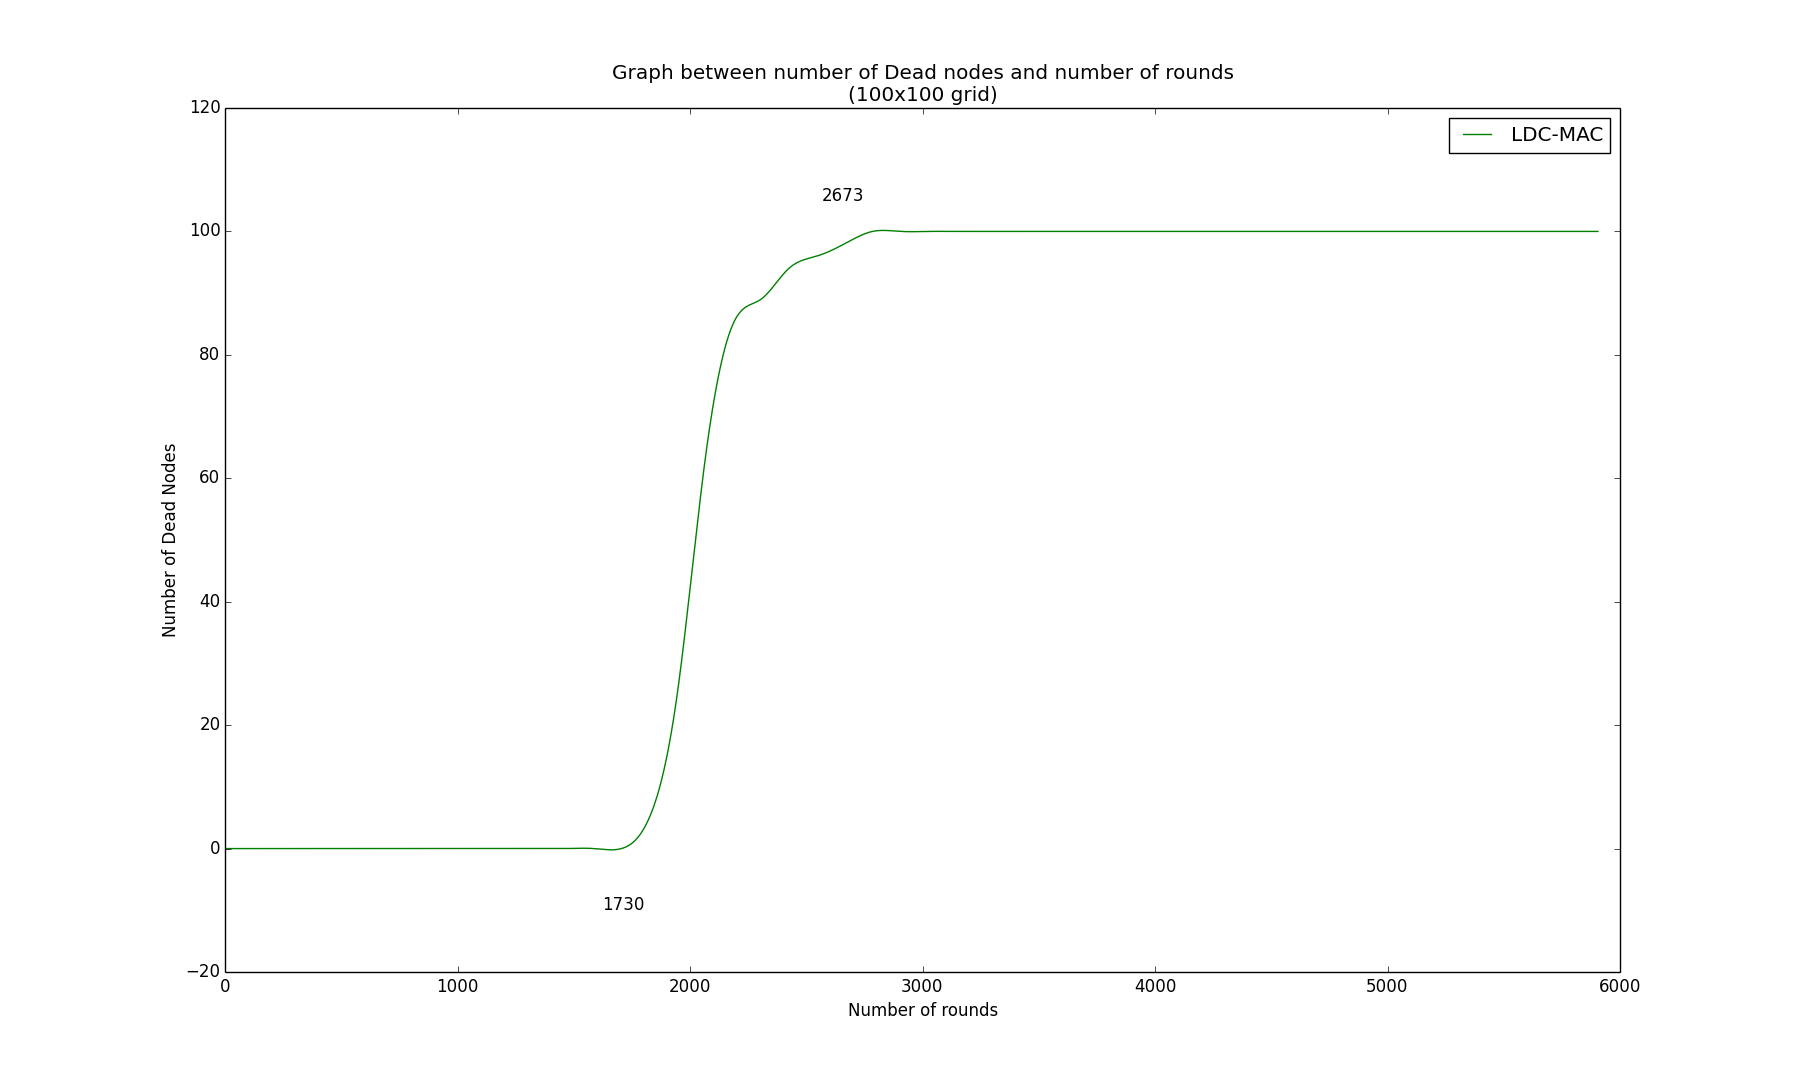 Graph between number of Dead nodes and number of rounds
(100x100 grid)
LDC-MAC
2673
1730
120
100
80
60
40
20
0
−20
Number of Dead Nodes
0 1000 2000 3000 4000 5000 6000
Number of rounds